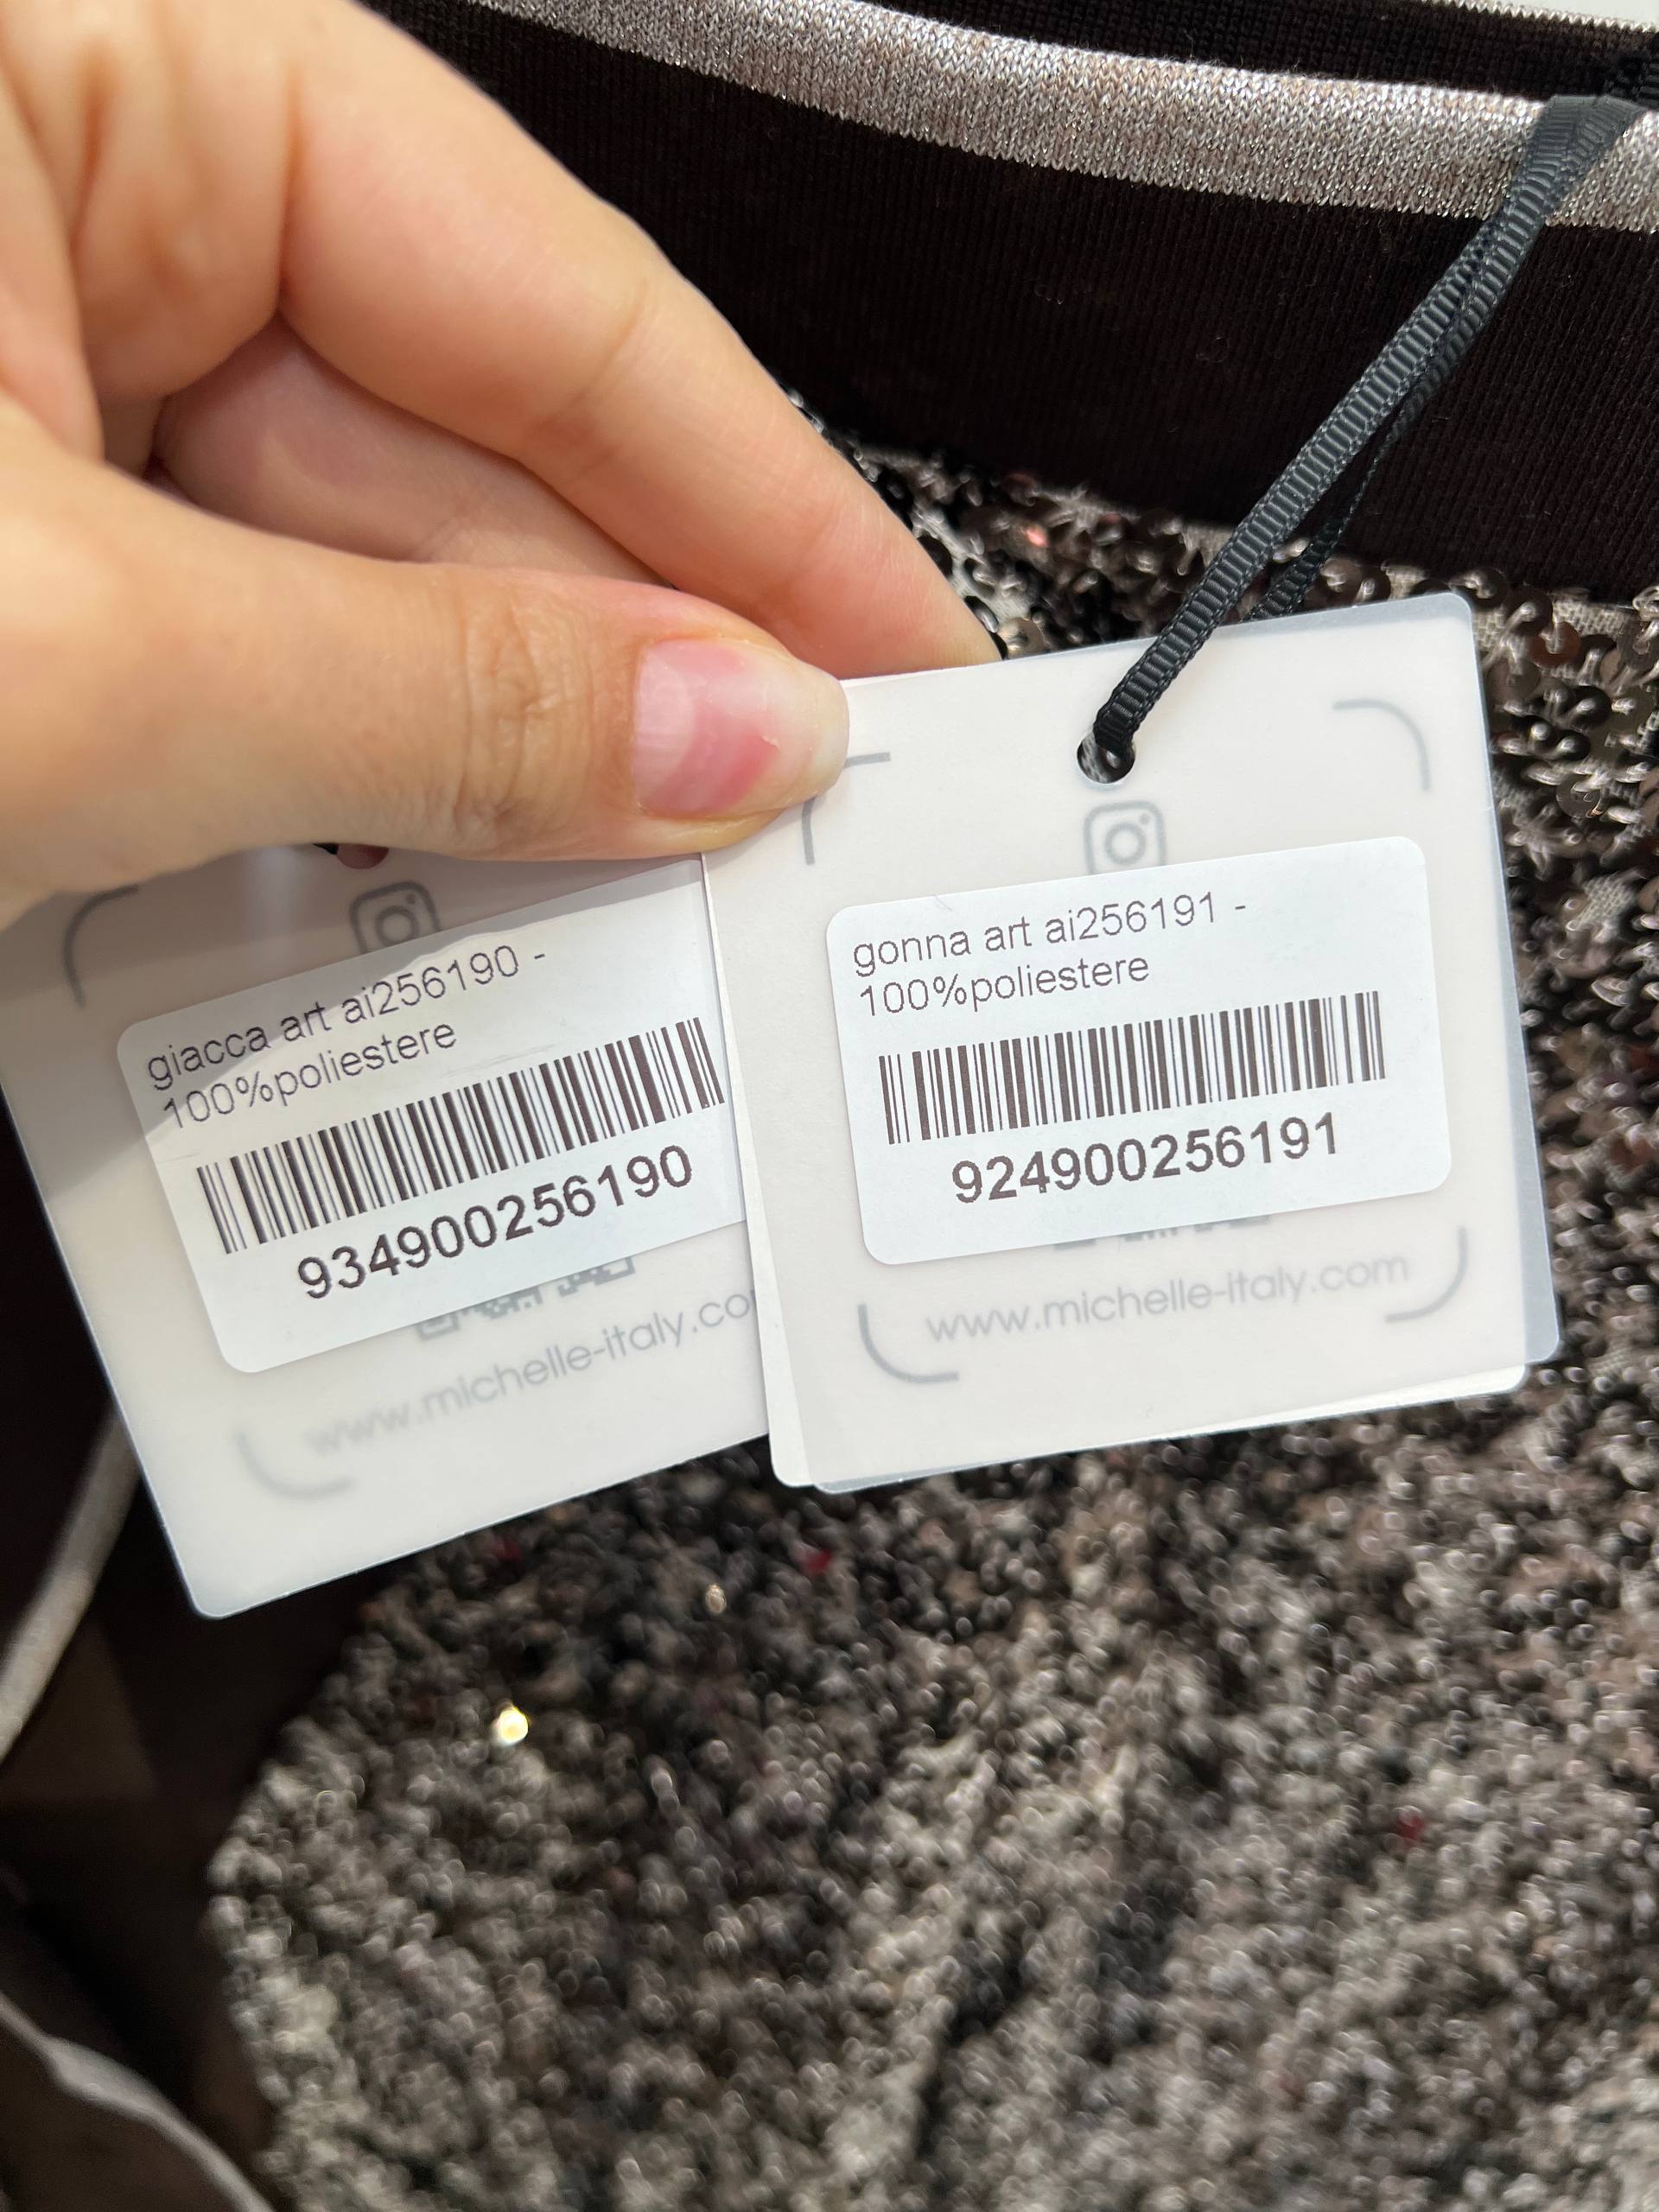 giacca art ai256190 -
100%poliestere
934900256190
www.michelle-italy.co
gonna art ai256191 -
100%poliestere
924900256191
www.michelle-italy.com